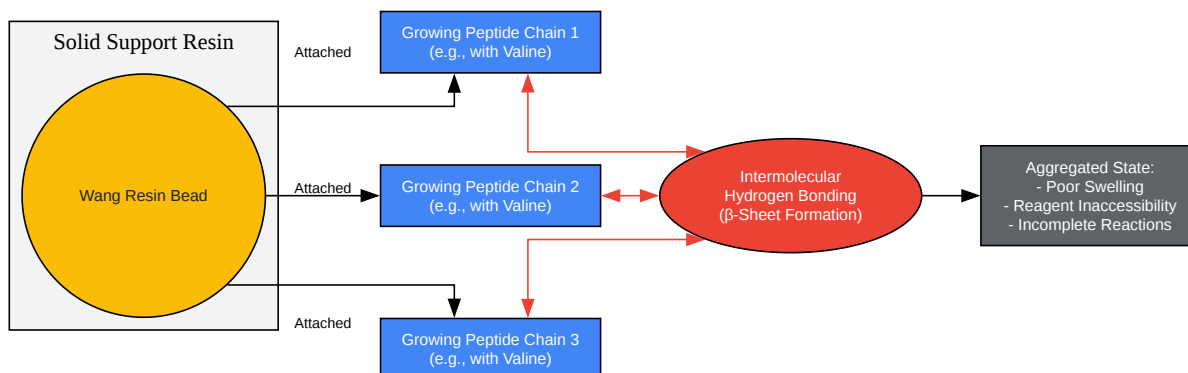 Solid Support Resin
Wang Resin Bead
Attached
Attached
Attached
Growing Peptide Chain 1
(e.g., with Valine)
Growing Peptide Chain 2
(e.g., with Valine)
Growing Peptide Chain 3
(e.g., with Valine)
Intermolecular
Hydrogen Bonding
(β-Sheet Formation)
Aggregated State:
- Poor Swelling
- Reagent Inaccessibility
- Incomplete Reactions